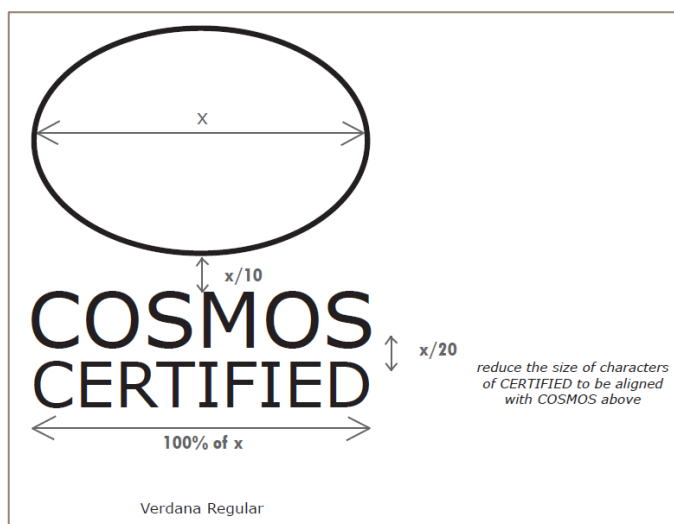 x
x/10
COSMOS
x/20
CERTIFIED
reduce the size of characters
of CERTIFIED to be aligned
with COSMOS above
100% of x
Verdana Regular